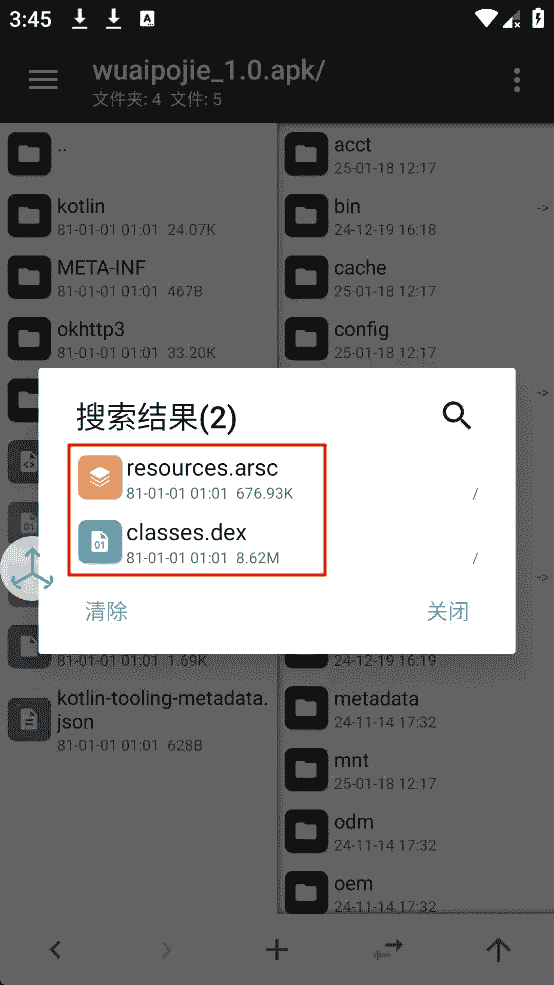 3:45
A
wuaipojie_1.0.apk/
文件夹: 4 文件: 5
..
kotlin
81-01-01 01:01 24.07K
META-INF
81-01-01 01:01 467B
okhttp3
81-01-01 01:01 33.20K
acct
25-01-18 12:17
bin
24-12-19 16:18
->
cache
25-01-18 12:17
config
25-01-18 12:17
->
搜索结果(2)
resources.arsc
81-01-01 01:01 676.93K
/
01
classes.dex
81-01-01 01:01 8.62M
/
清除
关闭
->
81-01-01 01:01 1.69K
kotlin-tooling-metadata.
json
81-01-01 01:01 628B
24-12-19 16:19
metadata
24-11-14 17:32
mnt
25-01-18 12:17
odm
24-11-14 17:32
oem
24-11-14 17:32